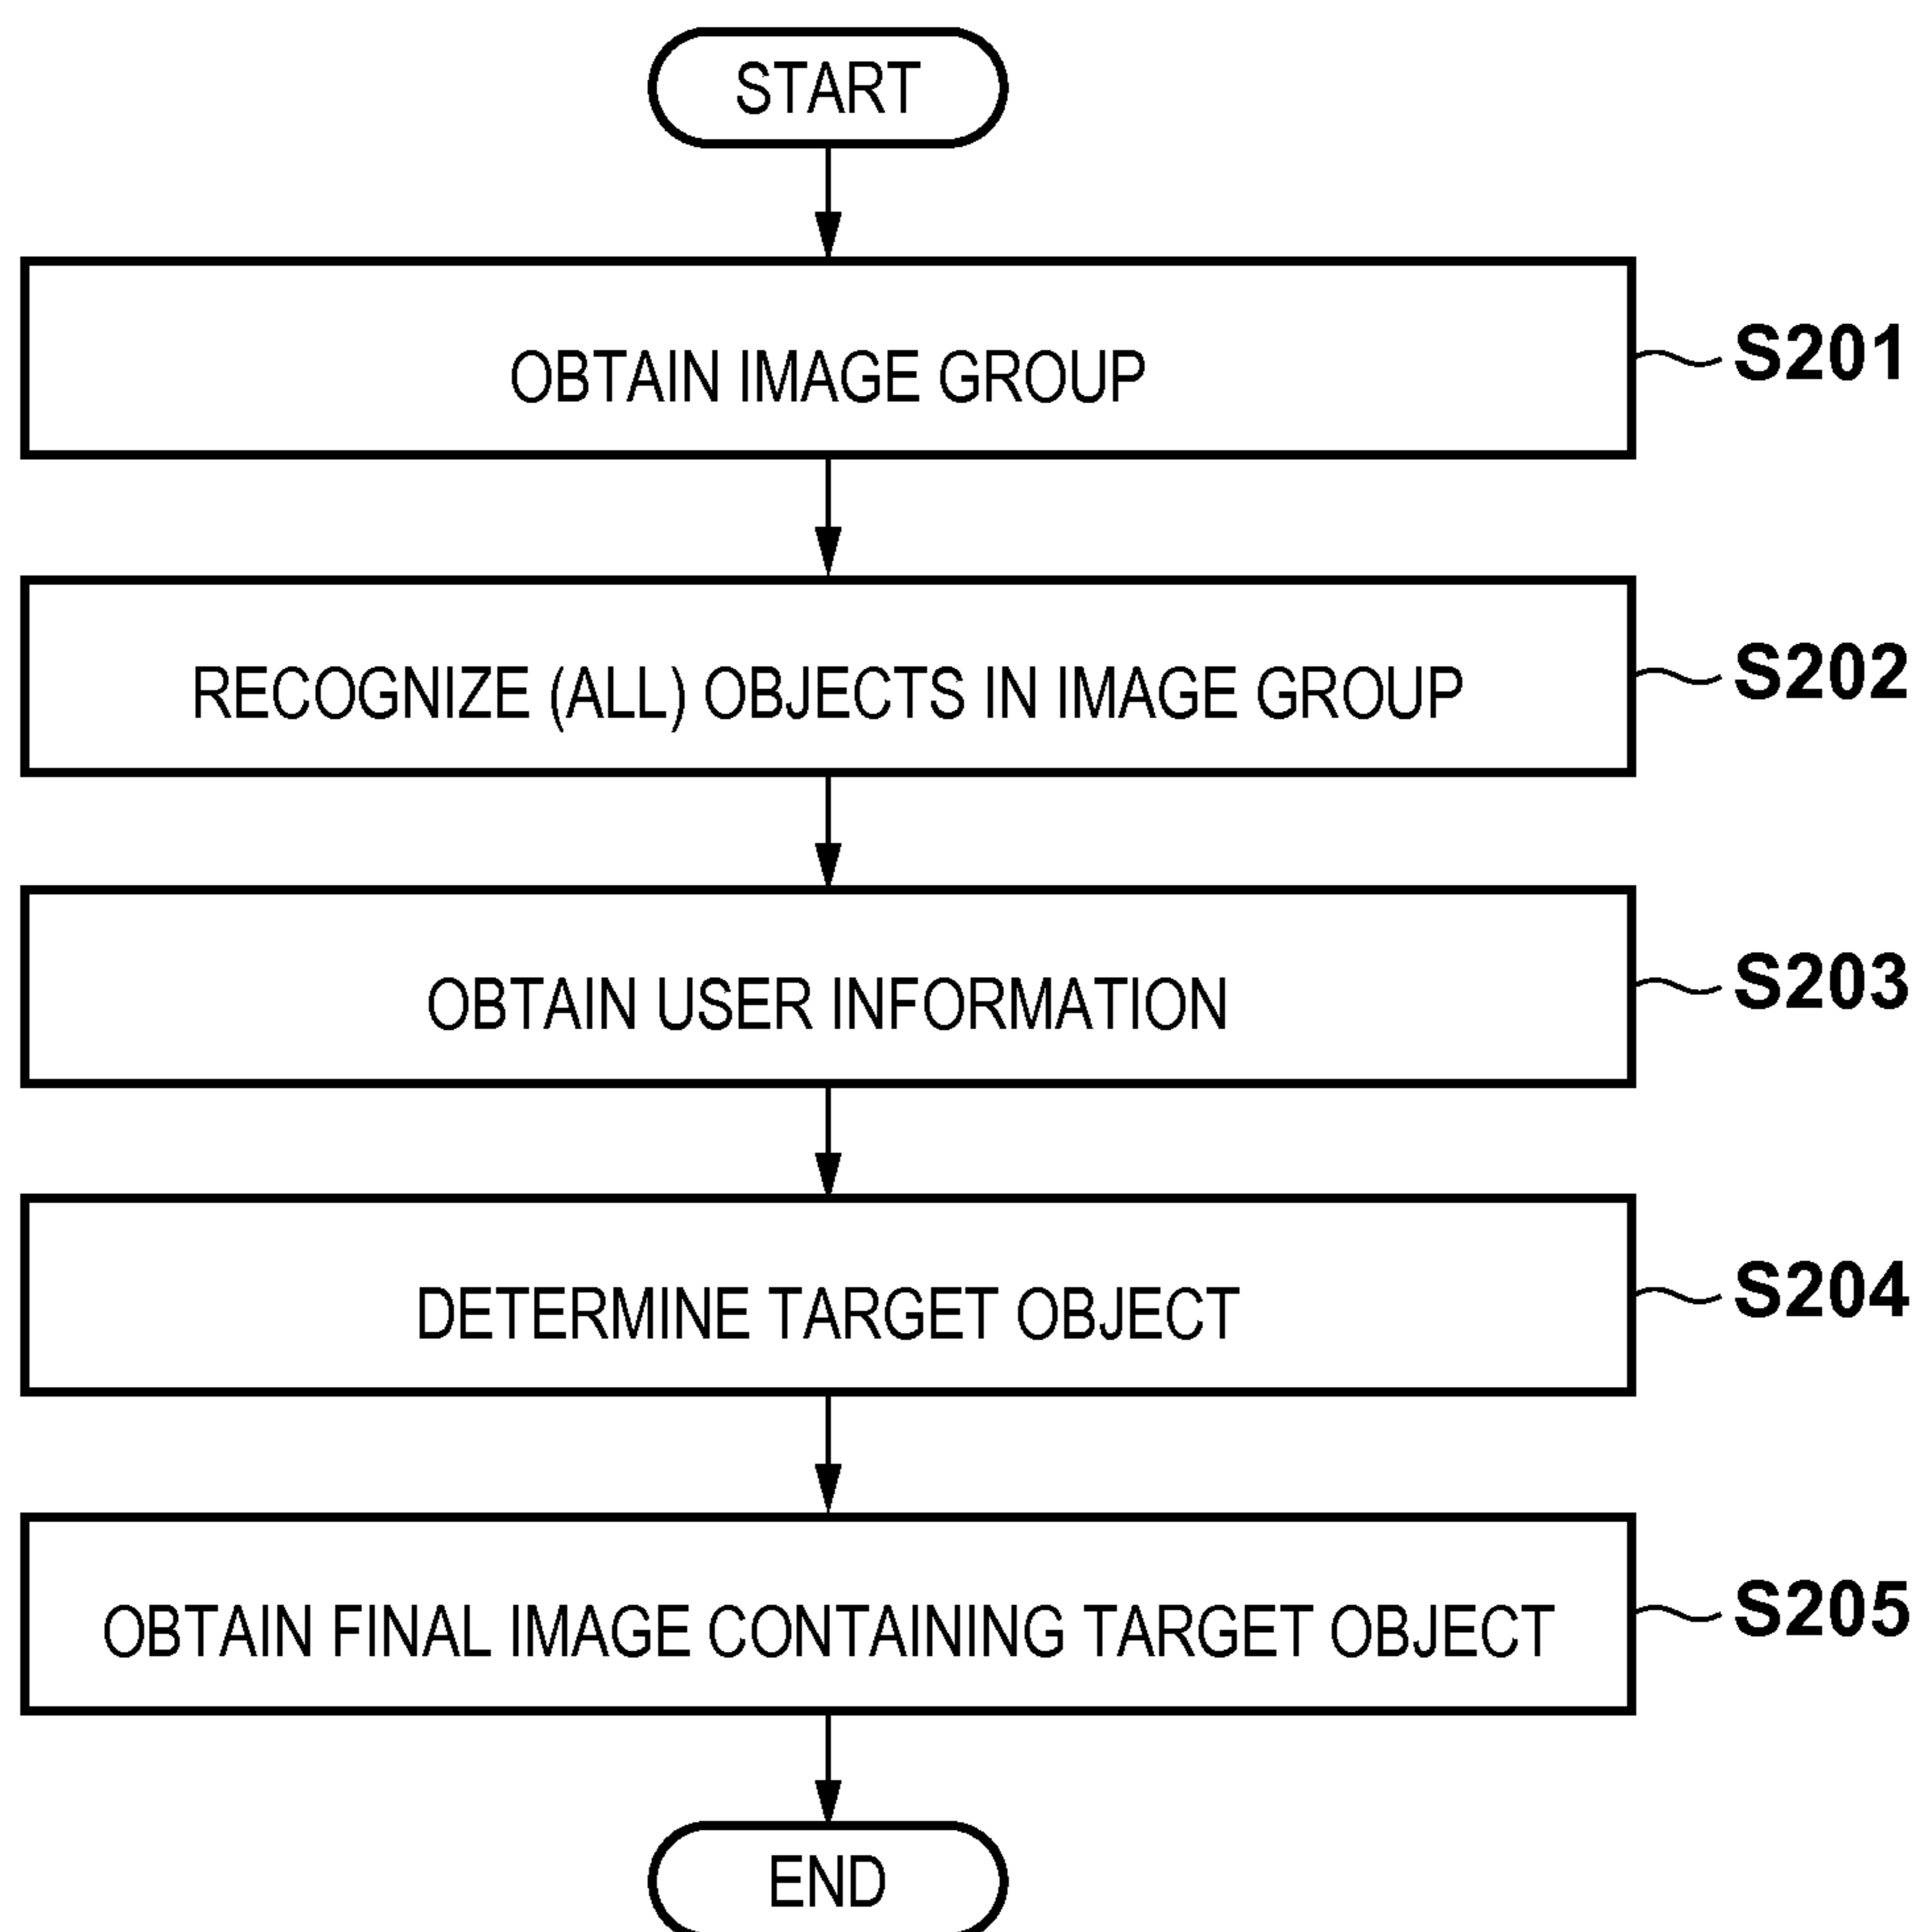 START
OBTAIN IMAGE GROUP
S201
RECOGNIZE (ALL) OBJECTS IN IMAGE GROUP
S202
OBTAIN USER INFORMATION
S203
DETERMINE TARGET OBJECT
S204
OBTAIN FINAL IMAGE CONTAINING TARGET OBJECT
S205
END